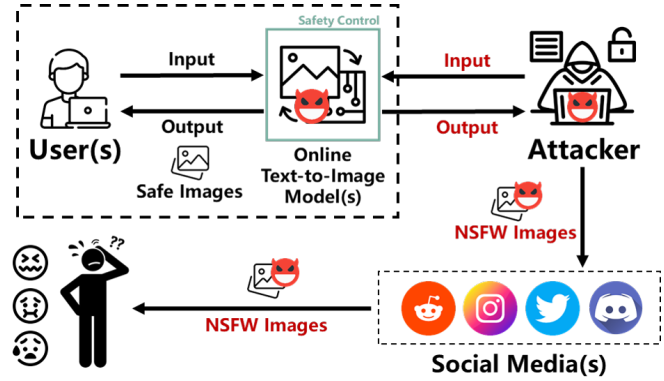 Safety Control
Input
Input
Output
Output
User(s)
Safe Images
Online
Text-to-Image
Model(s)
Attacker
NSFW Images
??
NSFW Images
Social Media(s)